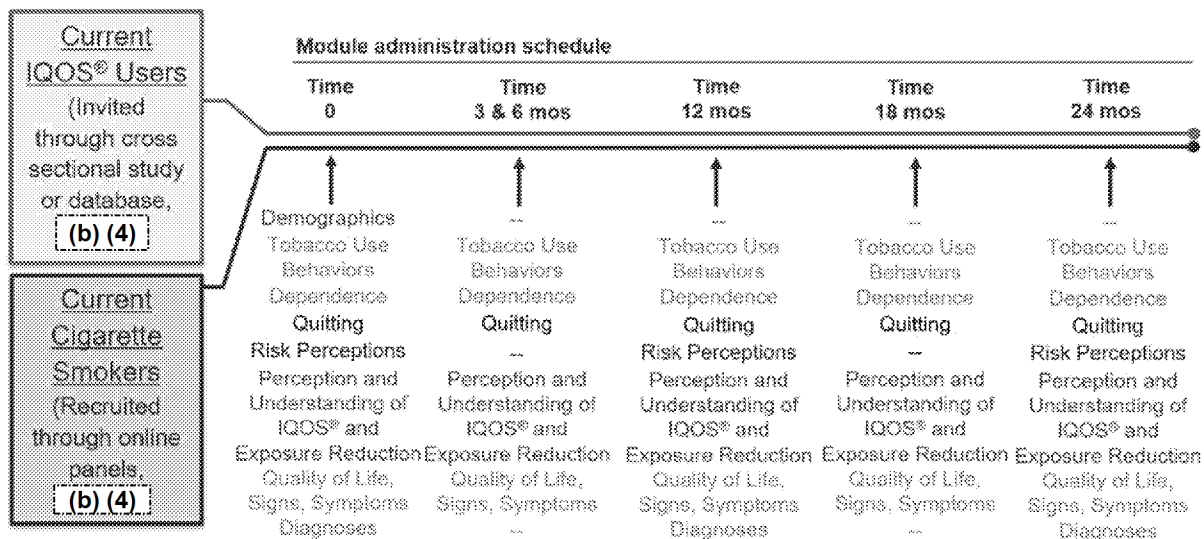 Current
IQOS® Users
(Invited
through cross
sectional study
or database,
(b) (4)
Current
Cigarette
Smokers
(Recruited
through online
panels,
(b) (4)
Module administration schedule
Time
0
Time
3 & 6 mos
Time
12 mos
Time
18 mos
Time
24 mos
Demographics
Tobacco Use
Behaviors
Dependence
Quitting
Risk Perceptions
Perception and
Understanding of
IQOS® and
Exposure Reduction
Quality of Life,
Signs, Symptoms
Diagnoses
--
Tobacco Use
Behaviors
Dependence
Quitting
--
Perception and
Understanding of
IQOS® and
Exposure Reduction
Quality of Life,
Signs, Symptoms
--
--
Tobacco Use
Behaviors
Dependence
Quitting
Risk Perceptions
Perception and
Understanding of
IQOS® and
Exposure Reduction
Quality of Life,
Signs, Symptoms
Diagnoses
--
Tobacco Use
Behaviors
Dependence
Quitting
--
Perception and
Understanding of
IQOS® and
Exposure Reduction
Quality of Life,
Signs, Symptoms
--
--
Tobacco Use
Behaviors
Dependence
Quitting
Risk Perceptions
Perception and
Understanding of
IQOS® and
Exposure Reduction
Quality of Life,
Signs, Symptoms
Diagnoses